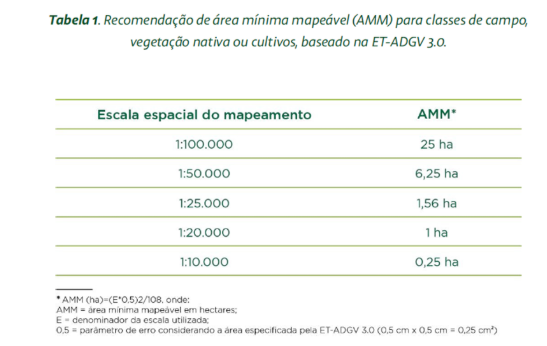 Tabela 1. Recomendação de área mínima mapeável (AMM) para classes de campo,
vegetação nativa ou cultivos, baseado na ET-ADGV 3.0.
Escala espacial do mapeamento AMM*
1:100.000 25 ha
1:50.000 6,25 ha
1:25.000 1,56 ha
1:20.000 1 ha
1:10.000 0,25 ha
* AMM (ha)=(E*0,5)2/108, onde:
AMM = área mínima mapeável em hectares;
E = denominador da escala utilizada;
0,5 = parâmetro de erro considerando a área especificada pela ET-ADGV 3.0 (0,5 cm x 0,5 cm = 0,25 cm²)